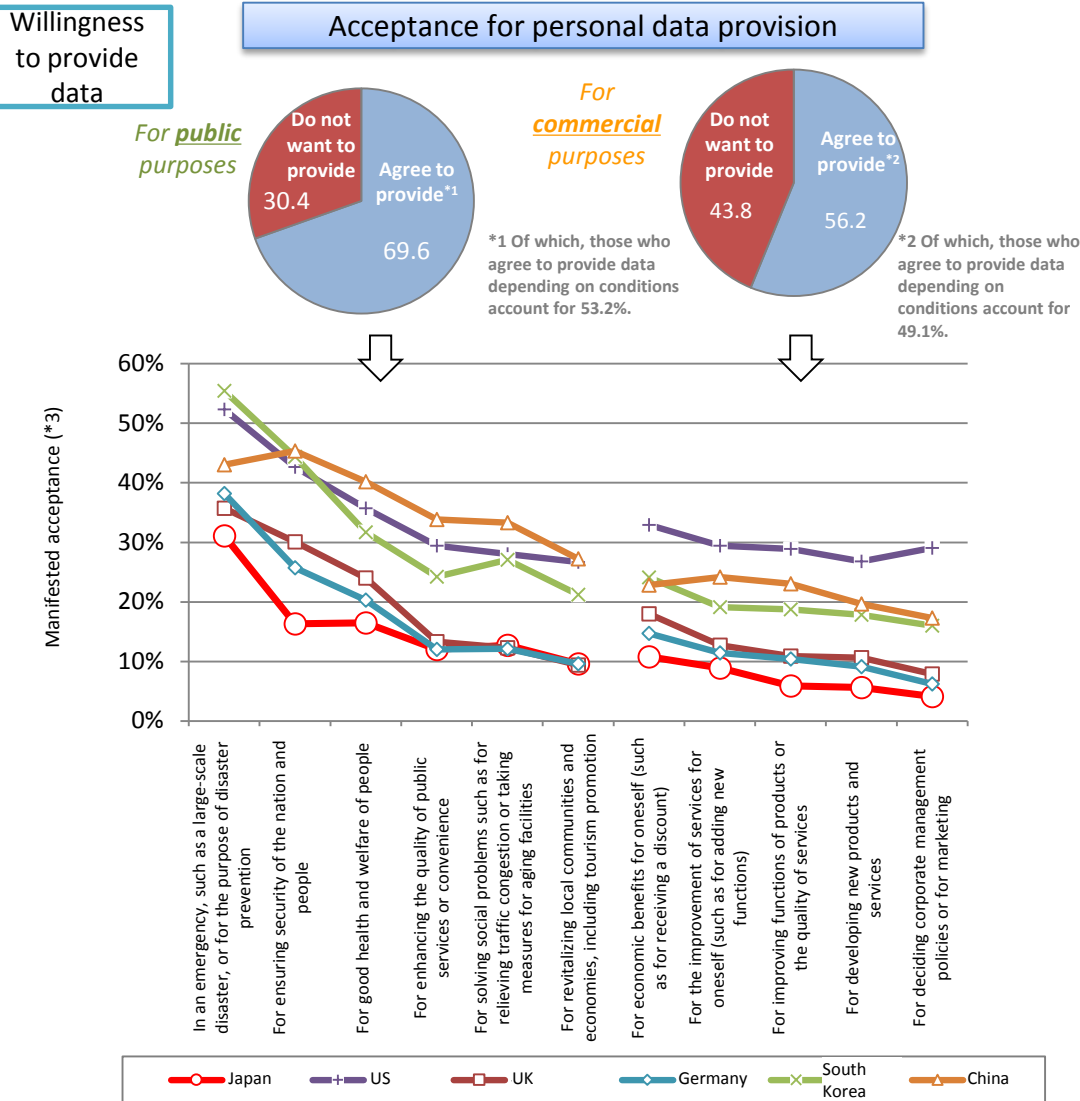 Willingness
to provide
data
Acceptance for personal data provision
For public
purposes
Do not
want to
provide
30.4
Agree to
provide*1
69.6
*1 Of which, those who
agree to provide data
depending on conditions
account for 53.2%.
For
commercial
purposes
Do not
want to
provide
43.8
Agree to
provide*2
56.2
*2 Of which, those who
agree to provide data
depending on
conditions account for
49.1%.
Manifested acceptance (*3)
60%
50%
40%
30%
20%
10%
0%
In an emergency, such as a large-scale
disaster, or for the purpose of disaster
prevention
For ensuring security of the nation and
people
For good health and welfare of people
For enhancing the quality of public
services or convenience
For solving social problems such as for
relieving traffic congestion or taking
measures for aging facilities
For revitalizing local communities and
economies, including tourism promotion
For economic benefits for oneself (such
as for receiving a discount)
For the improvement of services for
oneself (such as for adding new
functions)
For improving functions of products or
the quality of services
For developing new products and
services
For deciding corporate management
policies or for marketing
Japan
US
UK
Germany
South
Korea
China